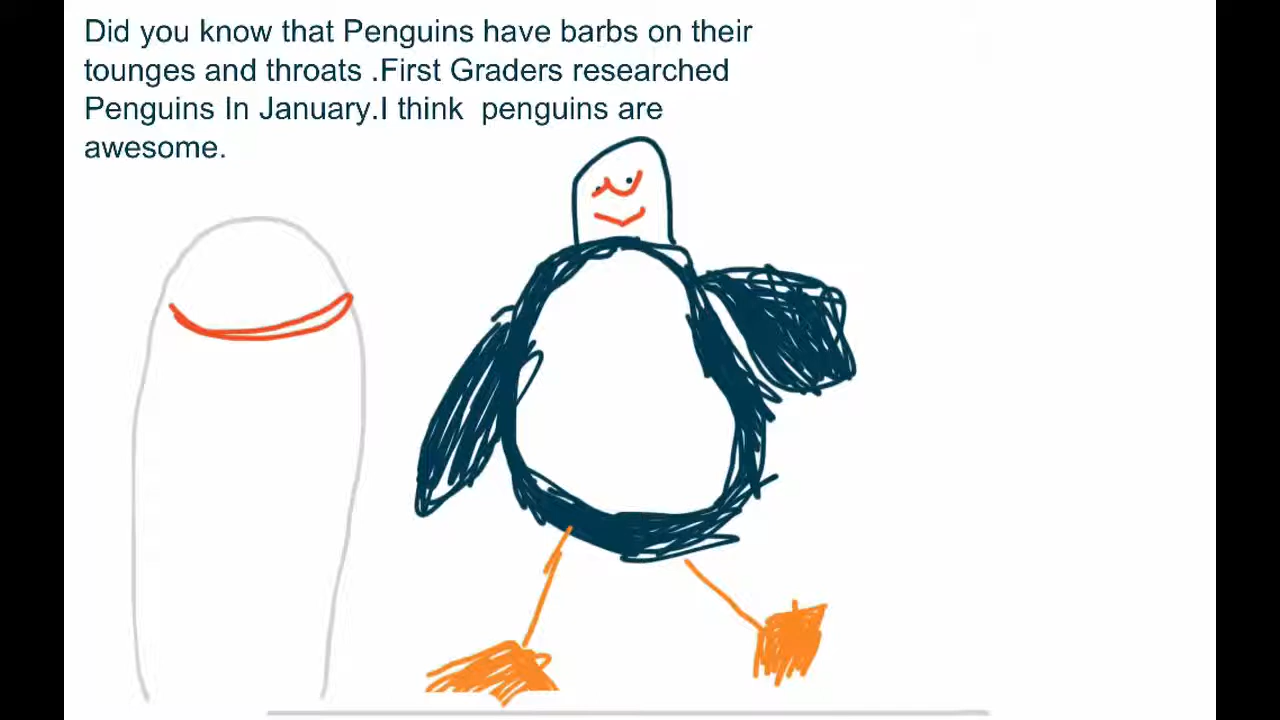 Did you know that Penguins have barbs on their
tounges and throats .First Graders researched
Penguins In January.I think  penguins are
awesome.